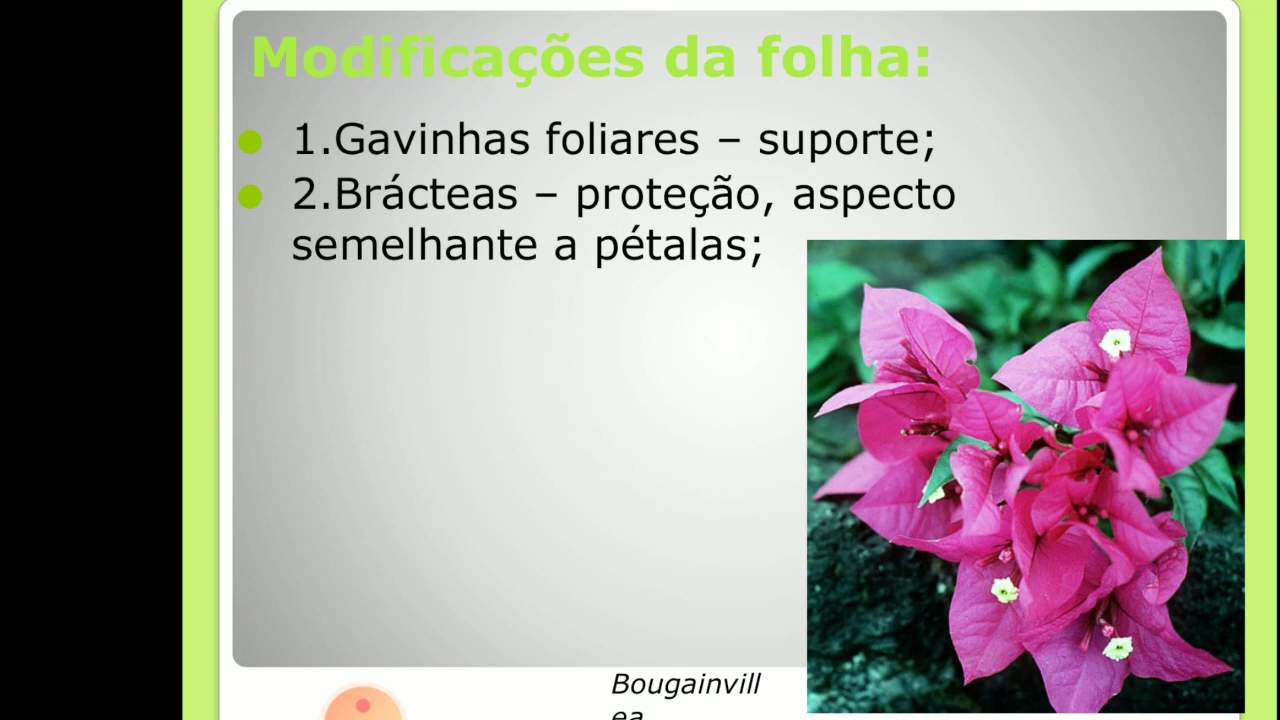 Modificações da folha:
1.Gavinhas foliares – suporte;
2.Brácteas – proteção, aspecto
semelhante a pétalas;
Bougainvill
ea